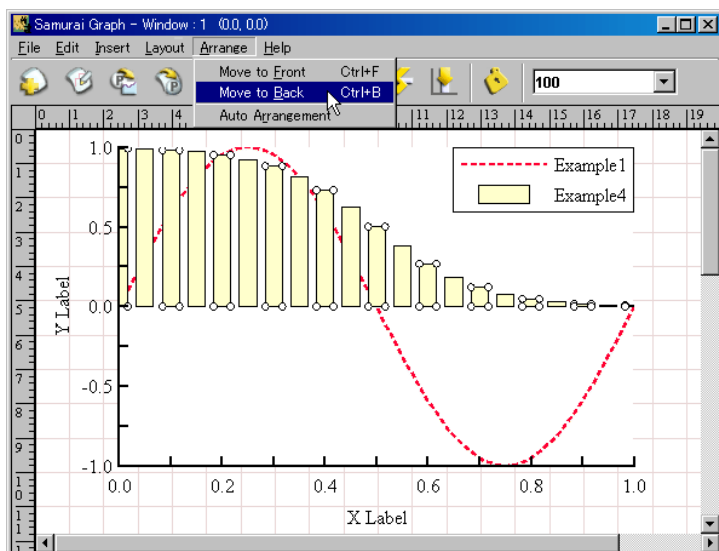 Samurai Graph - Window : 1 (0.0, 0.0)
File Edit Insert Layout Arrange Help
Move to Front Ctrl+F
Move to Back Ctrl+B
Auto Arrangement
100
0 1 2 3 4 11 12 13 14 15 16 17 18 19
0
1
2
3
4
5
6
7
8
9
10
11
1.0
0.5
0.0
-0.5
-1.0
Y Label
Example1
Example4
0.0 0.2 0.4 0.6 0.8 1.0
X Label